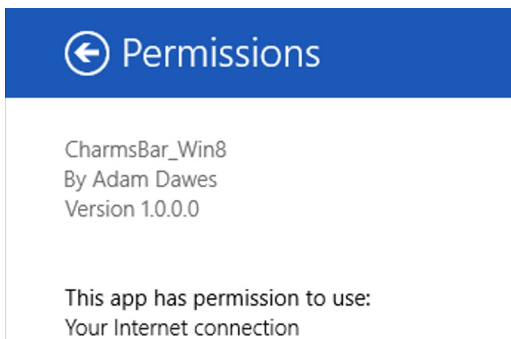 Permissions
CharmsBar_Win8
By Adam Dawes
Version 1.0.0.0
This app has permission to use:
Your Internet connection